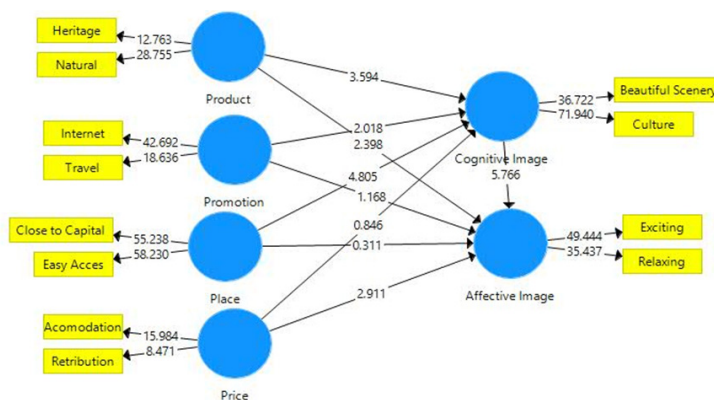 Heritage
12.763
Natural
28.755
Product
3.594
Beautiful Scenery
36.722
71.940
Culture
Internet
42.692
Travel
18.636
Promotion
2.018
2.398
Cognitive Image
5.766
4.805
1.168
0.846
Close to Capital
55.238
Easy Acces
58.230
Place
0.311
Exciting
49.444
35.437
Relaxing
Affective Image
2.911
Acomodation
15.984
Retribution
8.471
Price